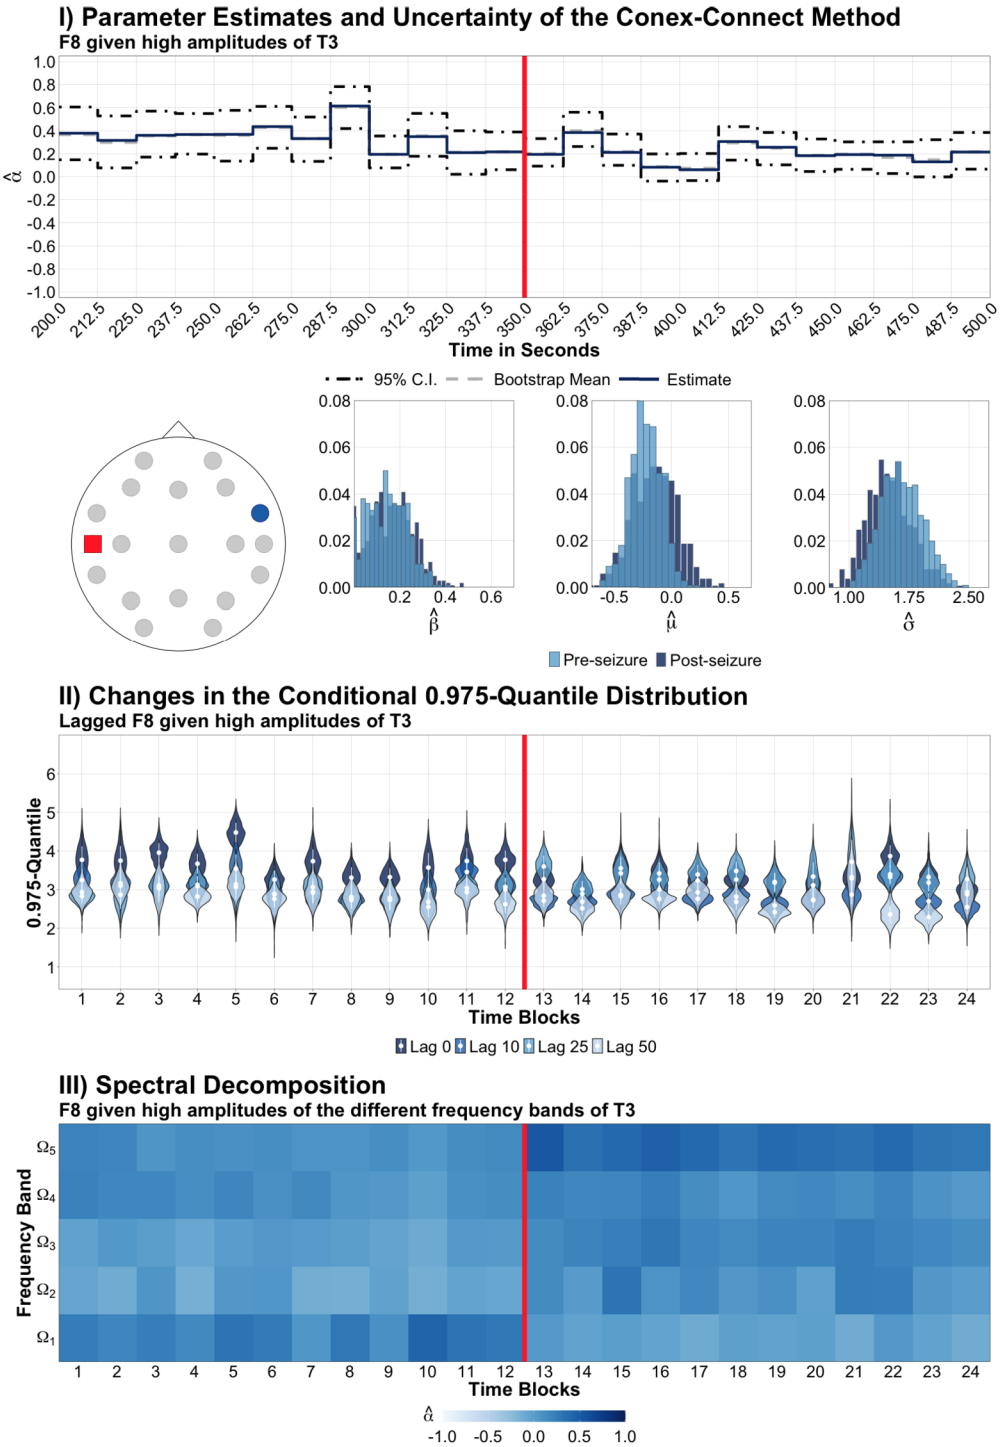 I) Parameter Estimates and Uncertainty of the Conex-Connect Method
F8 given high amplitudes of T3
1.0
0.8
0.6
0.4
0.2
0.0
-0.2
-0.4
-0.6
-0.8
-1.0
α̂
200.0 212.5 225.0 237.5 250.0 262.5 275.0 287.5 300.0 312.5 325.0 337.5 350.0 362.5 375.0 387.5 400.0 412.5 425.0 437.5 450.0 462.5 475.0 487.5 500.0
Time in Seconds
95% C.I. Bootstrap Mean Estimate
0.08 0.08 0.08
0.06 0.06 0.06
0.04 0.04 0.04
0.02 0.02 0.02
0.00 0.00 0.00
0.2 0.4 0.6 -0.5 0.0 0.5 1.00 1.75 2.50
β̂ μ̂ σ̂
Pre-seizure Post-seizure
II) Changes in the Conditional 0.975-Quantile Distribution
Lagged F8 given high amplitudes of T3
0.975-Quantile
6
5
4
3
2
1
1 2 3 4 5 6 7 8 9 10 11 12 13 14 15 16 17 18 19 20 21 22 23 24
Time Blocks
Lag 0 Lag 10 Lag 25 Lag 50
III) Spectral Decomposition
F8 given high amplitudes of the different frequency bands of T3
Frequency Band
Ω5
Ω4
Ω3
Ω2
Ω1
1 2 3 4 5 6 7 8 9 10 11 12 13 14 15 16 17 18 19 20 21 22 23 24
Time Blocks
α̂
-1.0 -0.5 0.0 0.5 1.0